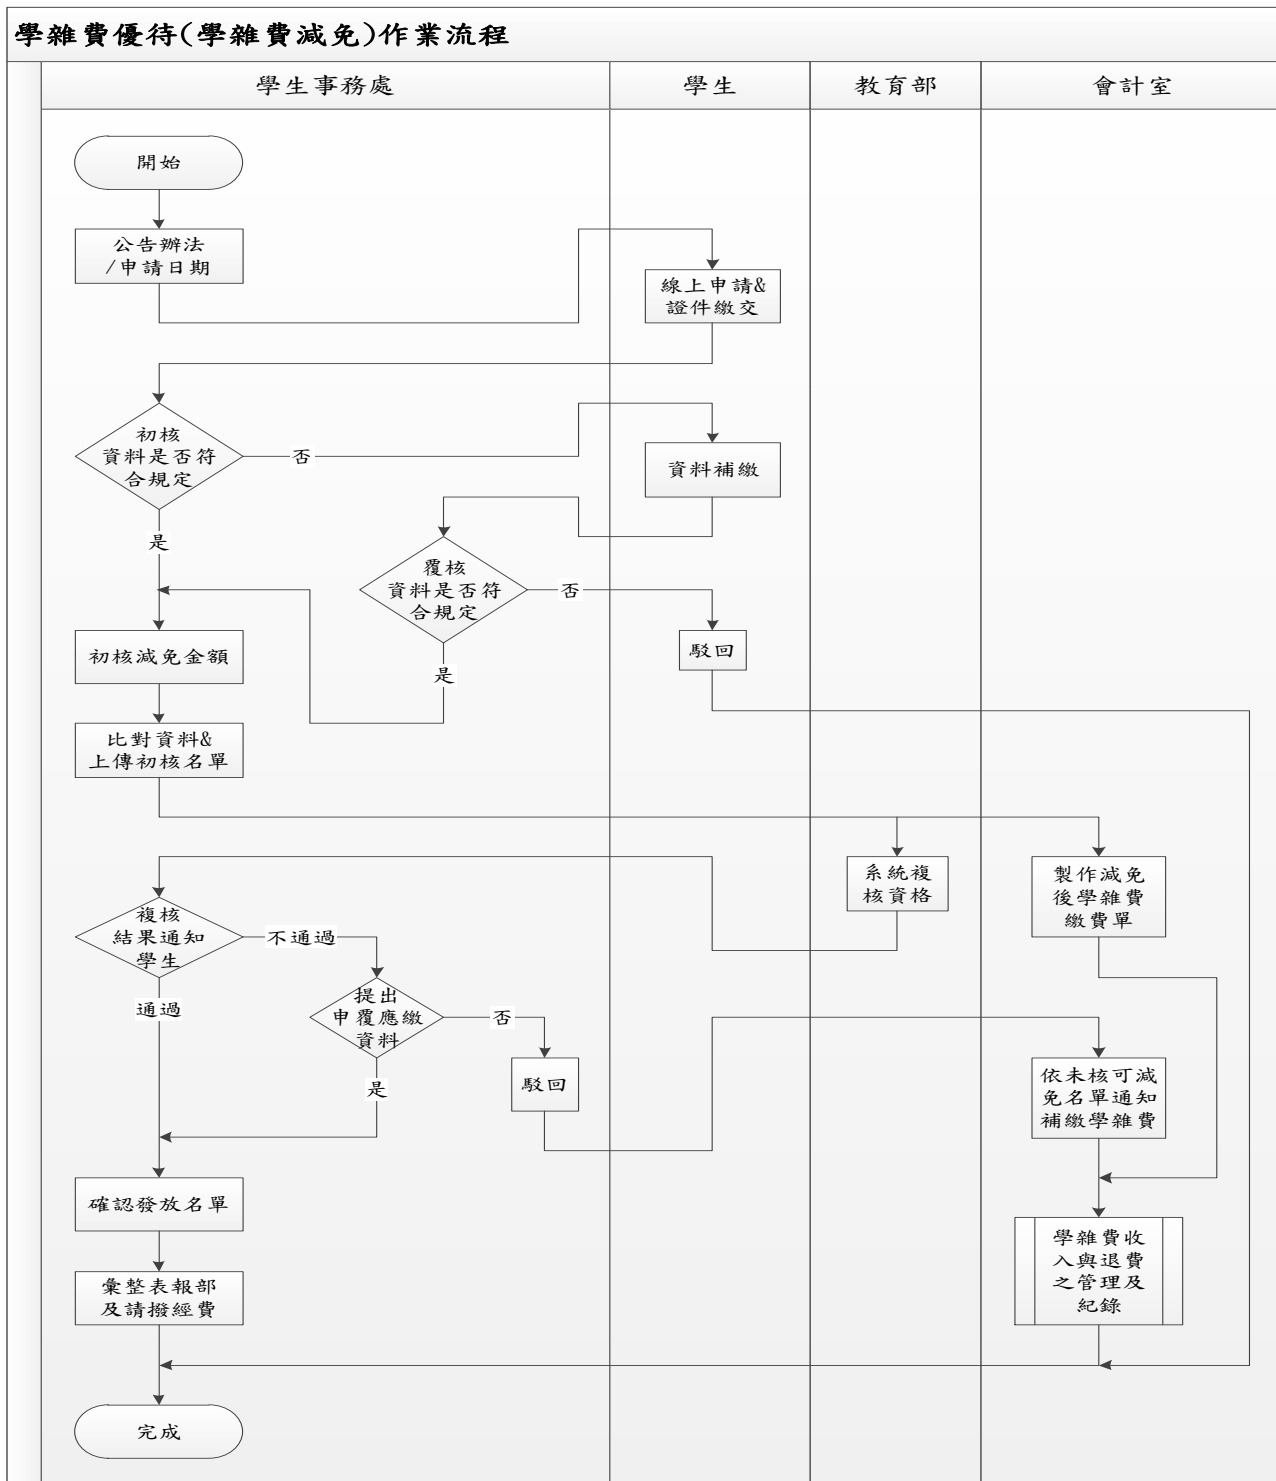 學雜費優待(學雜費減免)作業流程
學生事務處
學生
教育部
會計室
開始
公告辦法
/申請日期
線上申請&
證件繳交
初核
資料是否符
合規定
否
資料補繳
是
覆核
資料是否符
合規定
否
駁回
是
初核減免金額
比對資料&
上傳初核名單
系統複
核資格
製作減免
後學雜費
繳費單
複核
結果通知
學生
不通過
通過
提出
申覆應繳
資料
否
是
駁回
依未核可減
免名單通知
補繳學雜費
確認發放名單
學雜費收
入與退費
之管理及
紀錄
彙整表報部
及請撥經費
完成